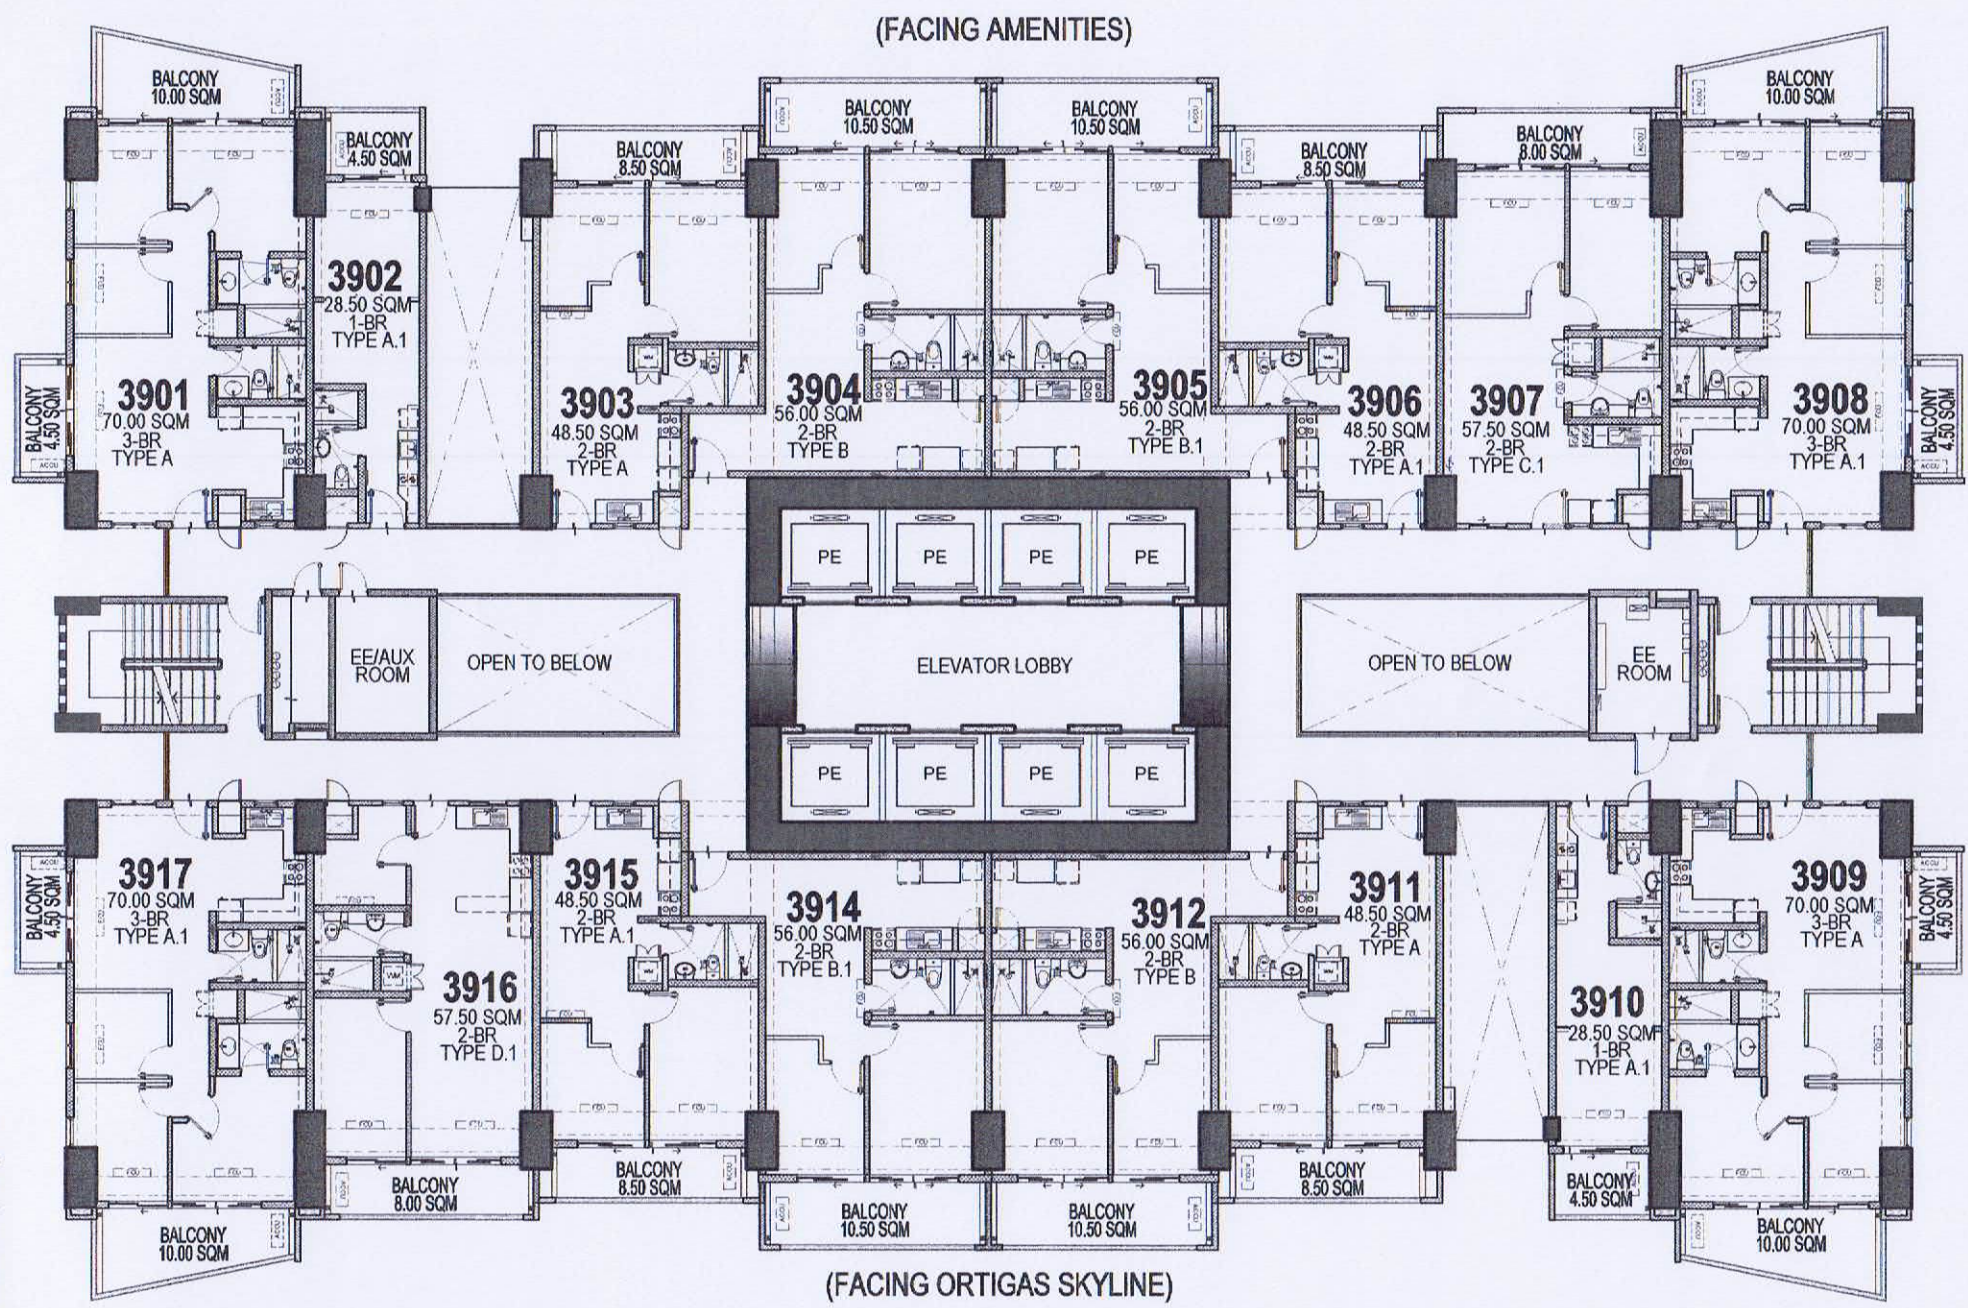 (FACING AMENITIES)
BALCONY
10.00 SQM
BALCONY
4.50 SQM
BALCONY
8.50 SQM
BALCONY
10.50 SQM
BALCONY
10.50 SQM
BALCONY
8.50 SQM
BALCONY
8.00 SQM
BALCONY
10.00 SQM
BALCONY
4.50 SQM
ACCU
3901
70.00 SQM
3-BR
TYPE A
3902
28.50 SQM
1-BR
TYPE A.1
3903
48.50 SQM
2-BR
TYPE A
3904
56.00 SQM
2-BR
TYPE B
3905
56.00 SQM
2-BR
TYPE B.1
3906
48.50 SQM
2-BR
TYPE A.1
3907
57.50 SQM
2-BR
TYPE C.1
3908
70.00 SQM
3-BR
TYPE A.1
BALCONY
4.50 SQM
ACCU
PE
PE
PE
PE
EE/AUX
ROOM
OPEN TO BELOW
ELEVATOR LOBBY
OPEN TO BELOW
EE
ROOM
PE
PE
PE
PE
ACCU
BALCONY
4.50 SQM
3917
70.00 SQM
3-BR
TYPE A.1
3916
57.50 SQM
2-BR
TYPE D.1
3915
48.50 SQM
2-BR
TYPE A.1
3914
56.00 SQM
2-BR
TYPE B.1
3912
56.00 SQM
2-BR
TYPE B
3911
48.50 SQM
2-BR
TYPE A
3910
28.50 SQM
1-BR
TYPE A.1
3909
70.00 SQM
3-BR
TYPE A
ACCU
BALCONY
4.50 SQM
BALCONY
10.00 SQM
BALCONY
8.00 SQM
BALCONY
8.50 SQM
BALCONY
10.50 SQM
BALCONY
10.50 SQM
BALCONY
8.50 SQM
BALCONY
4.50 SQM
BALCONY
10.00 SQM
(FACING ORTIGAS SKYLINE)